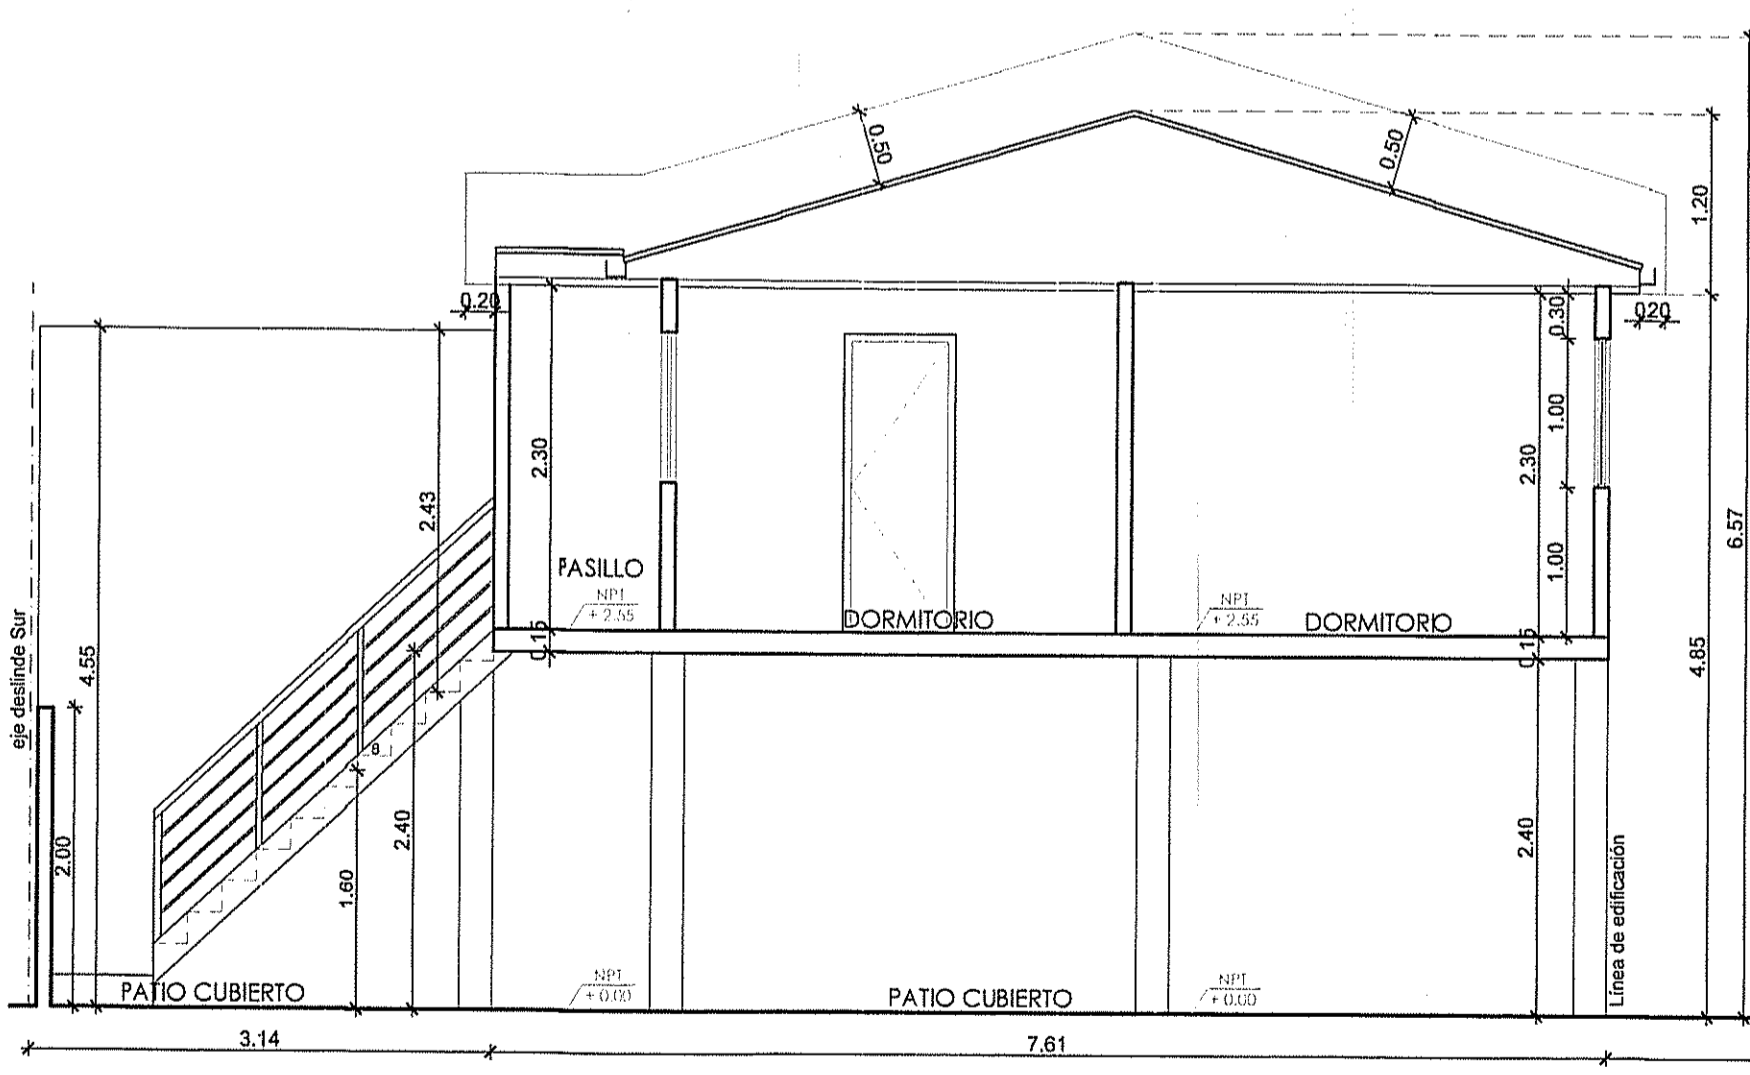 0.50
0.50
1.20
0.20
0.30
020
2.30
2.43
2.30
1.00
1.00
6.57
PASILLO
NPT
+ 2.55
DORMITORIO
NPT
+ 2.55
DORMITORIO
0.15
0.15
4.85
eje deslinde Sur
4.55
2.00
8
1.60
2.40
2.40
Línea de edificación
PATIO CUBIERTO
NPT
+ 0.00
PATIO CUBIERTO
NPT
+ 0.00
3.14
7.61